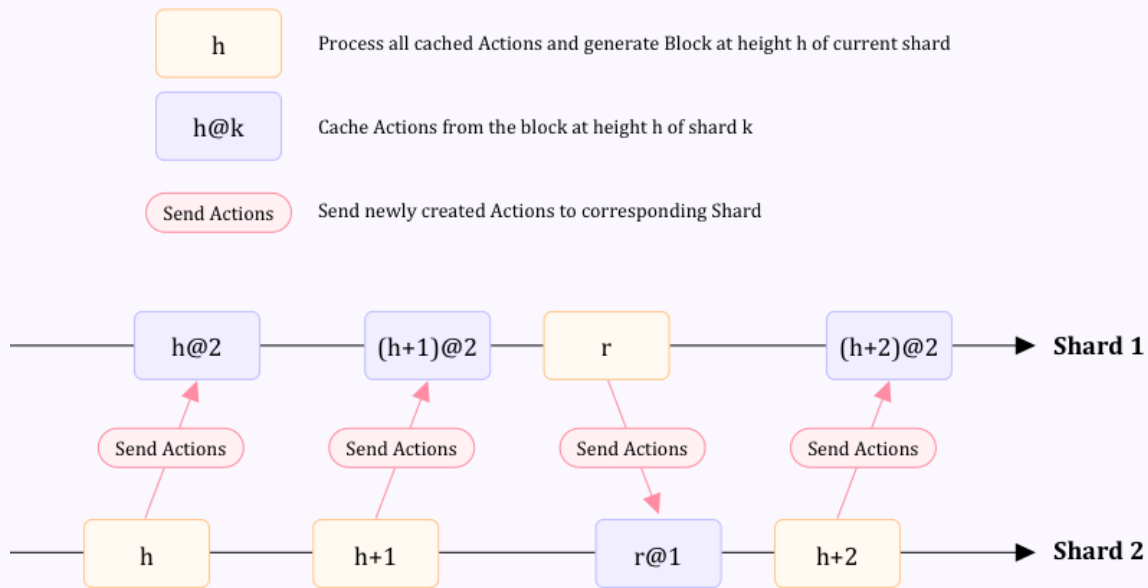 h
Process all cached Actions and generate Block at height h of current shard
h@k
Cache Actions from the block at height h of shard k
Send Actions
Send newly created Actions to corresponding Shard
h@2
(h+1)@2
r
(h+2)@2
Shard 1
Send Actions
Send Actions
Send Actions
Send Actions
h
h+1
r@1
h+2
Shard 2